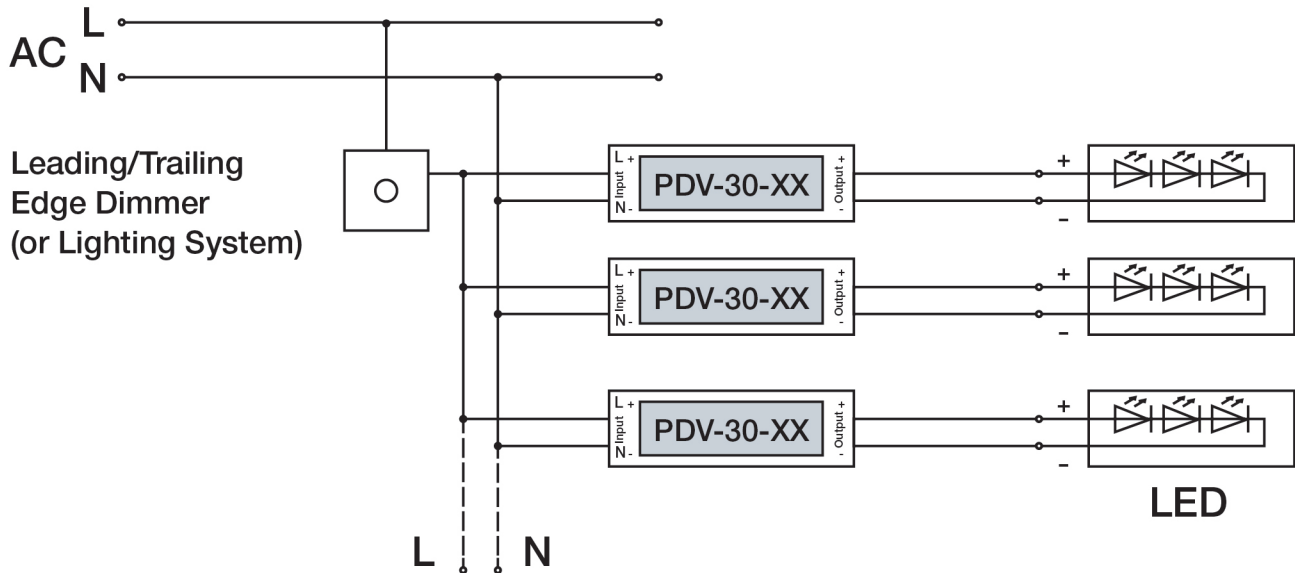 L
AC
N
Leading/Trailing
Edge Dimmer
(or Lighting System)
L +
Input
N -
PDV-30-XX
Output +
-
+
-
L +
Input
N -
PDV-30-XX
Output +
-
+
-
L +
Input
N -
PDV-30-XX
Output +
-
+
-
LED
L
N